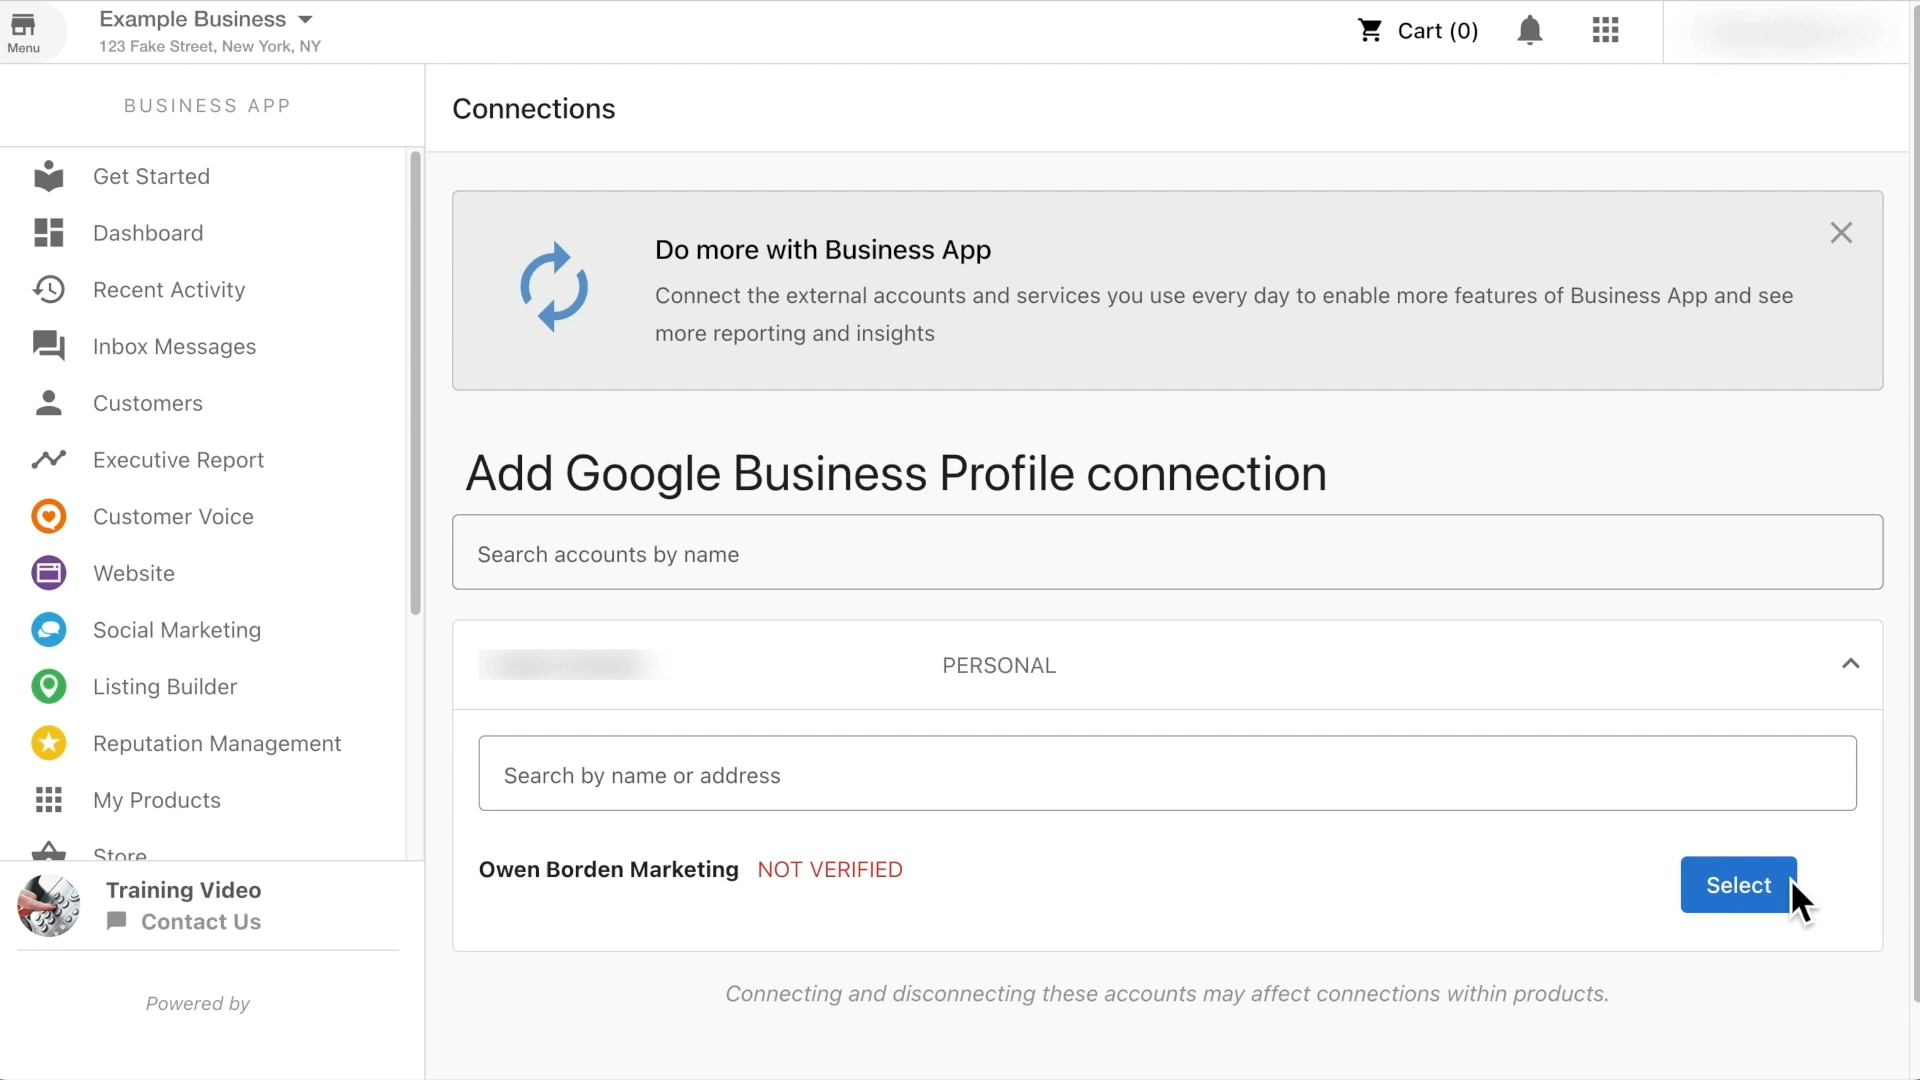 Menu
Example Business
123 Fake Street, New York, NY
Cart (0)
BUSINESS APP
Get Started
Dashboard
Recent Activity
Inbox Messages
Customers
Executive Report
Customer Voice
Website
Social Marketing
Listing Builder
Reputation Management
My Products
Store
Training Video
Contact Us
Powered by
Connections
Do more with Business App
Connect the external accounts and services you use every day to enable more features of Business App and see
more reporting and insights
Add Google Business Profile connection
Search accounts by name
PERSONAL
Search by name or address
Owen Borden Marketing NOT VERIFIED
Select
Connecting and disconnecting these accounts may affect connections within products.